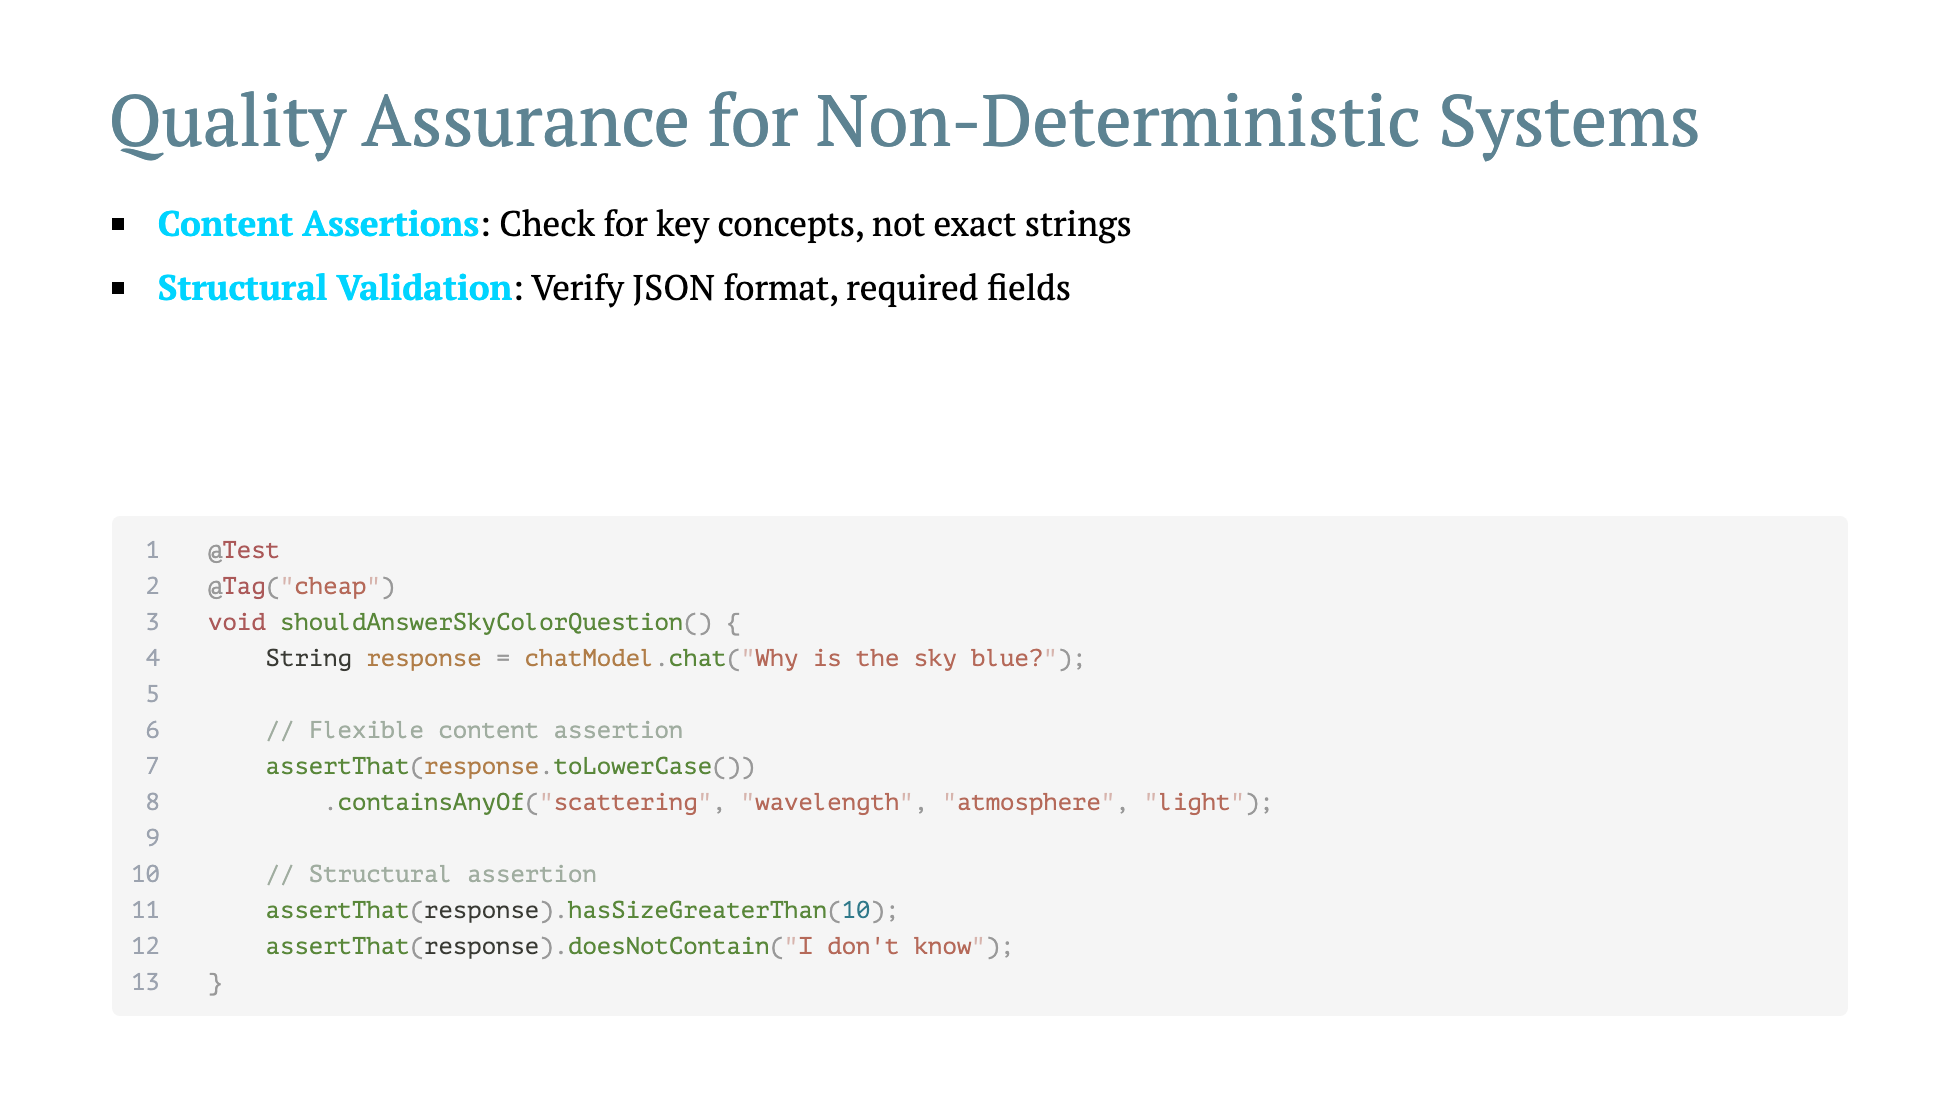 Quality Assurance for Non-Deterministic Systems
▪ Content Assertions: Check for key concepts, not exact strings
▪ Structural Validation: Verify JSON format, required fields
1 @Test
2 @Tag("cheap")
3 void shouldAnswerSkyColorQuestion() {
4     String response = chatModel.chat("Why is the sky blue?");
5
6     // Flexible content assertion
7     assertThat(response.toLowerCase())
8         .containsAnyOf("scattering", "wavelength", "atmosphere", "light");
9
10     // Structural assertion
11     assertThat(response).hasSizeGreaterThan(10);
12     assertThat(response).doesNotContain("I don't know");
13 }